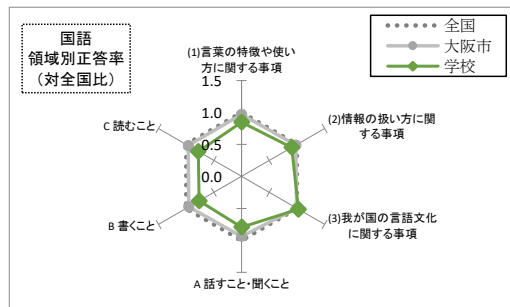 国語
領域別正答率
（対全国比）
全国
大阪市
学校
(1)言葉の特徴や使い
方に関する事項
(2)情報の扱い方に関
する事項
(3)我が国の言語文化
に関する事項
A 話すこと・聞くこと
B 書くこと
C 読むこと
1.5
1.0
0.5
0.0